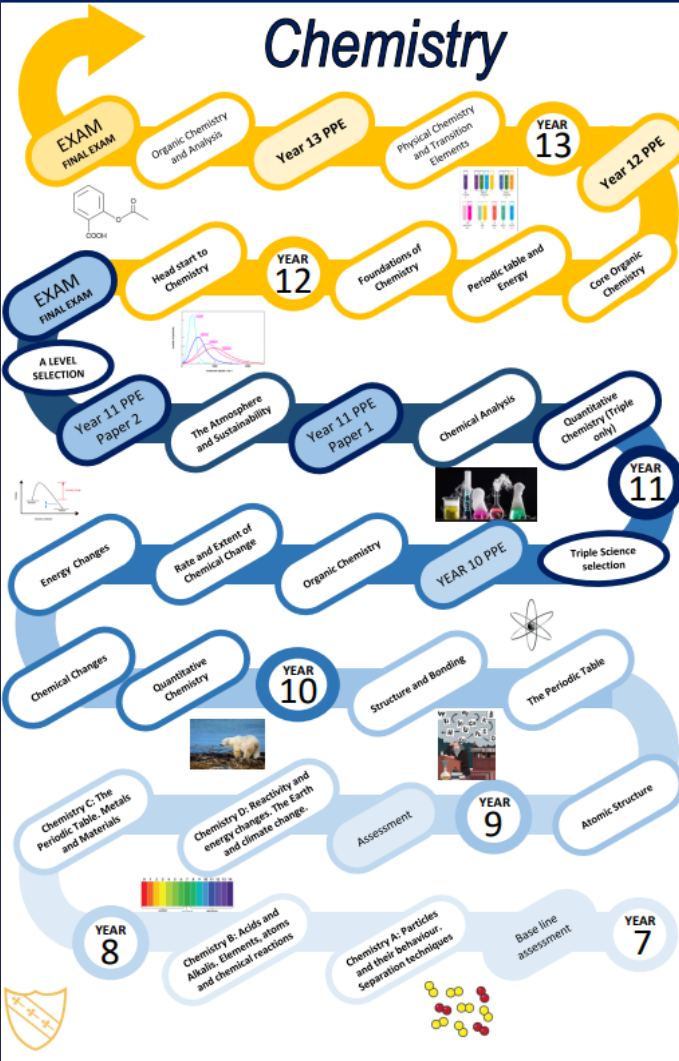 Chemistry
EXAM
FINAL EXAM
Organic Chemistry
and Analysis
Year 13 PPE
Physical Chemistry
and Transition
Elements
YEAR
13
Year 12 PPE
COOH
O
O
Head start to
Chemistry
YEAR
12
Foundations of
Chemistry
Periodic table and
Energy
Core Organic
Chemistry
EXAM
FINAL EXAM
A LEVEL
SELECTION
Year 11 PPE
Paper 2
The Atmosphere
and Sustainability
Year 11 PPE
Paper 1
Chemical Analysis
Quantitative
Chemistry (Triple
only)
YEAR
11
Energy Changes
Rate and Extent of
Chemical Change
Organic Chemistry
YEAR 10 PPE
Triple Science
selection
Chemical Changes
Quantitative
Chemistry
YEAR
10
Structure and Bonding
The Periodic Table
Chemistry C: The
Periodic Table. Metals
and Materials
Chemistry D: Reactivity and
energy changes. The Earth
and climate change.
Assessment
YEAR
9
Atomic Structure
YEAR
8
Chemistry B: Acids and
Alkalis. Elements, atoms
and chemical reactions
Chemistry A: Particles
and their behaviour.
Separation techniques
Base line
assessment
YEAR
7